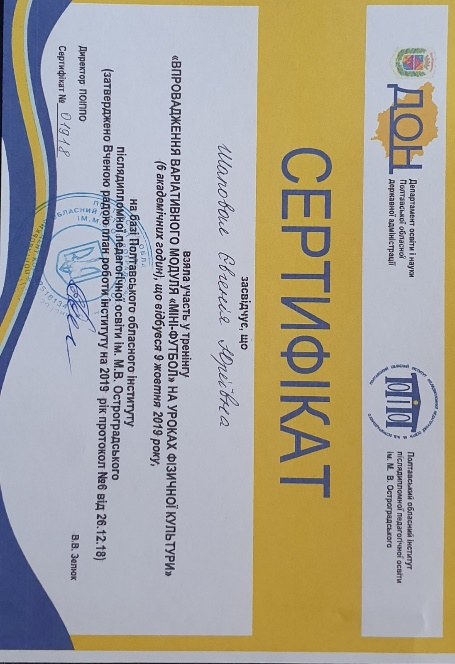 ДОН
Департамент освіти і науки
Полтавської обласної
державної адміністрації
Полтавський обласний інститут
післядипломної педагогічної освіти
ім. М. В. Остроградського
СЕРТИФІКАТ
засвідчує, що
Шаповал Євгенія Юріївна
взяла участь у тренінгу
«ВПРОВАДЖЕННЯ ВАРІАТИВНОГО МОДУЛЯ «МІНІ-ФУТБОЛ» НА УРОКАХ ФІЗИЧНОЇ КУЛЬТУРИ»
(6 академічних годин), що відбувся 9 жовтня 2019 року,
на базі Полтавського обласного інституту
післядипломної педагогічної освіти ім. М.В. Остроградського
(затверджено Вченою радою план роботи інституту на 2019 рік протокол №6 від 26.12.18)
Директор ПОІППО
В.В. Зелюк
Сертифікат № 01918